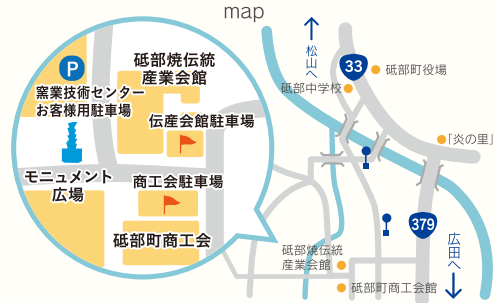 map
P
砥部焼伝統
産業会館
窯業技術センター
お客様用駐車場
伝産会館駐車場
モニュメント
広場
商工会駐車場
砥部町商工会
松山へ
33
砥部町役場
砥部中学校
「炎の里」
379
広田へ
砥部焼伝統
産業会館
砥部町商工会館